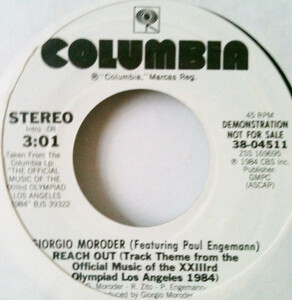 COLUMBIA
® "Columbia," Marcas Reg.
STEREO
Intro :08
3:01
Taken From The
Columbia Lp
"THE OFFICIAL
MUSIC OF THE
XXIIIrd OLYMPIAD
LOS ANGELES
1984" BJS 39322
45 RPM
DEMONSTRATION
NOT FOR SALE
38-04511
ZSS 169695
℗ 1984 CBS Inc.
Publisher
GMPC
(ASCAP)
GIORGIO MORODER (Featuring Paul Engemann)
REACH OUT (Track Theme from the
Official Music of the XXIIIrd
Olympiad Los Angeles 1984)
G. Moroder - R. Zito - P. Engemann-
Produced by Giorgio Moroder